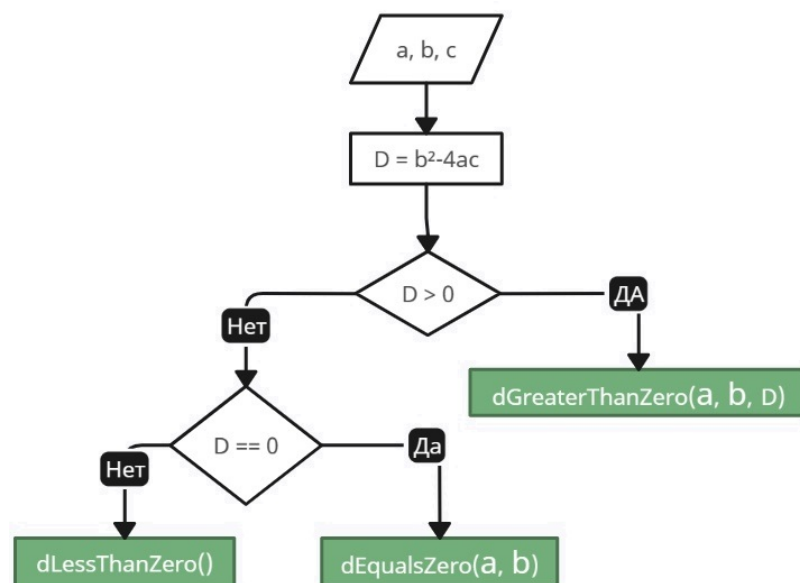 a, b, c
D = b²-4ac
D > 0
ДА
Нет
dGreaterThanZero(a, b, D)
D == 0
Да
Нет
dLessThanZero()
dEqualsZero(a, b)